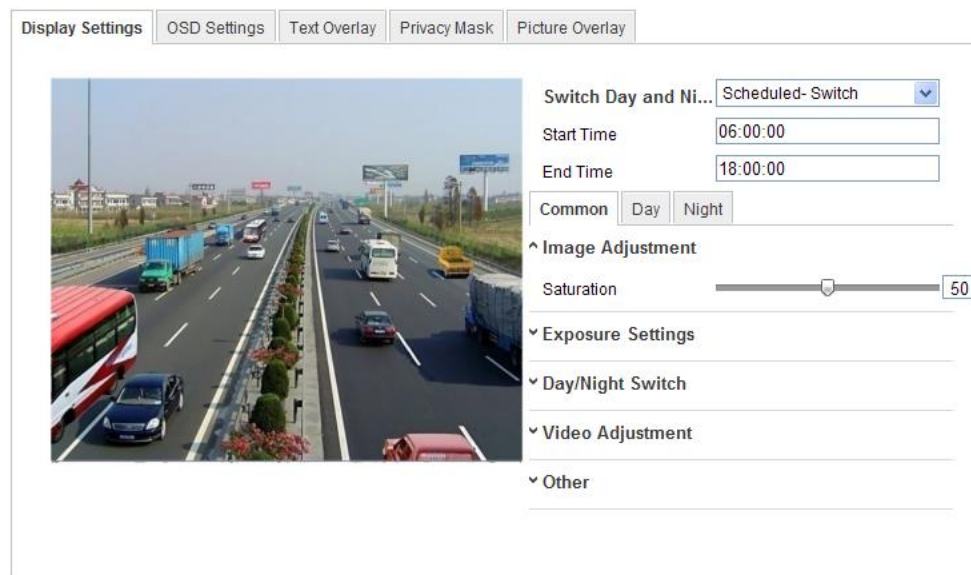 Display Settings OSD Settings Text Overlay Privacy Mask Picture Overlay
Switch Day and Ni... Scheduled- Switch
Start Time 06:00:00
End Time 18:00:00
Common Day Night
Image Adjustment
Saturation 50
Exposure Settings
Day/Night Switch
Video Adjustment
Other